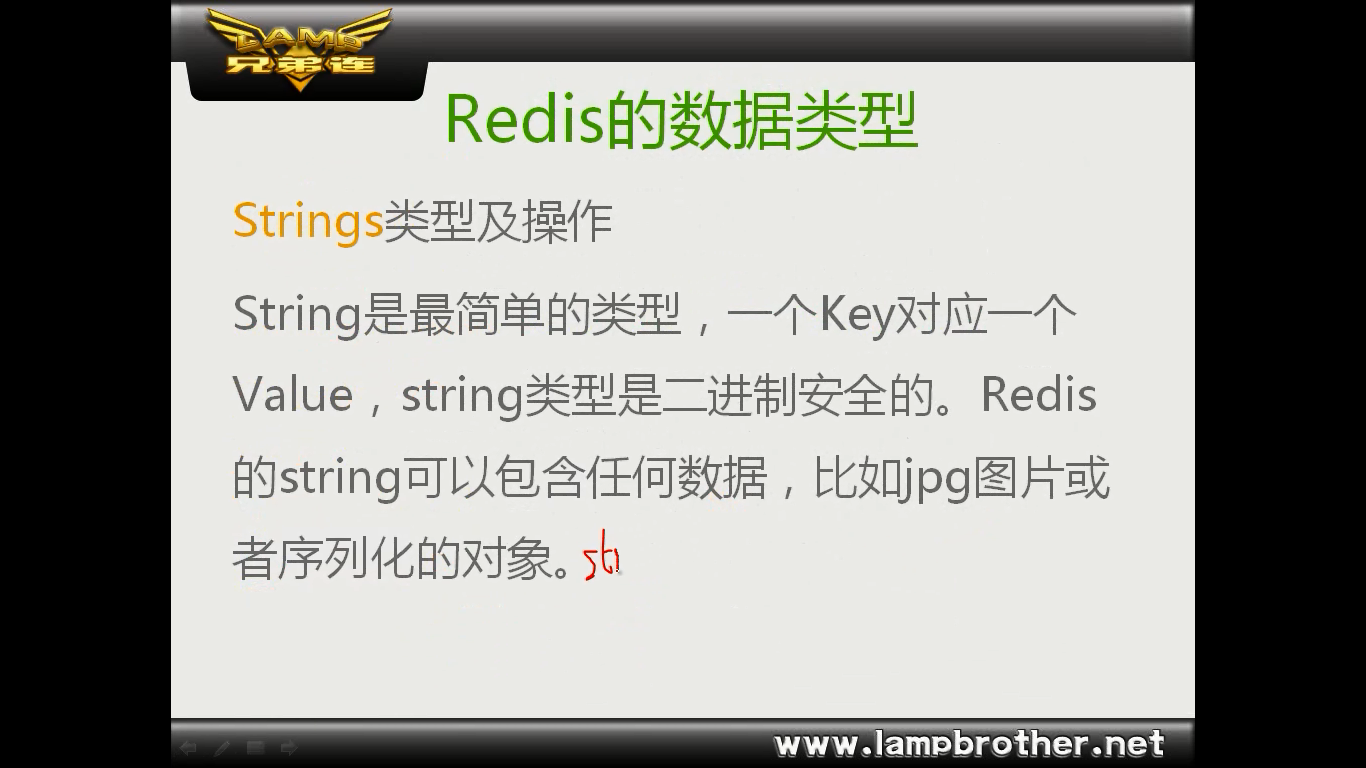 LAMP
兄弟连
Redis的数据类型
Strings类型及操作
String是最简单的类型，一个Key对应一个
Value，string类型是二进制安全的。Redis
的string可以包含任何数据，比如jpg图片或
者序列化的对象。str
www.lampbrother.net